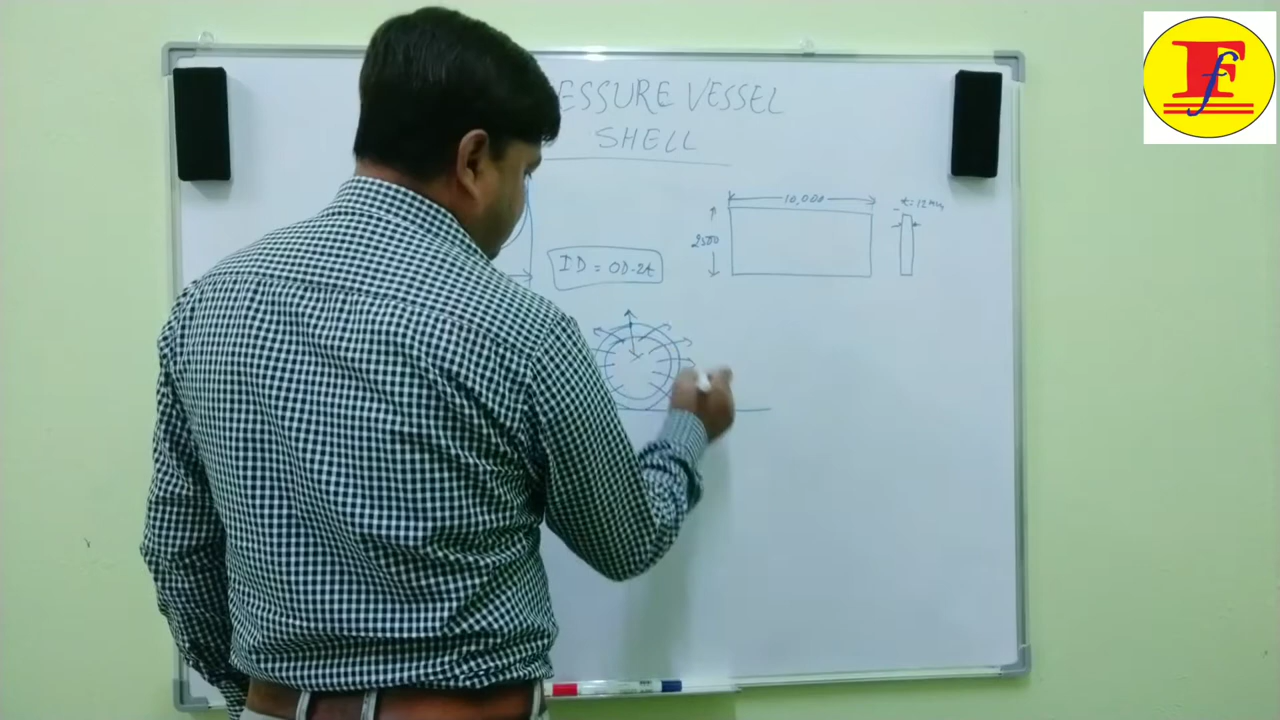 ESSURE VESSEL
SHELL
10,000
t=12mm
2500
ID = OD-2t
F
f